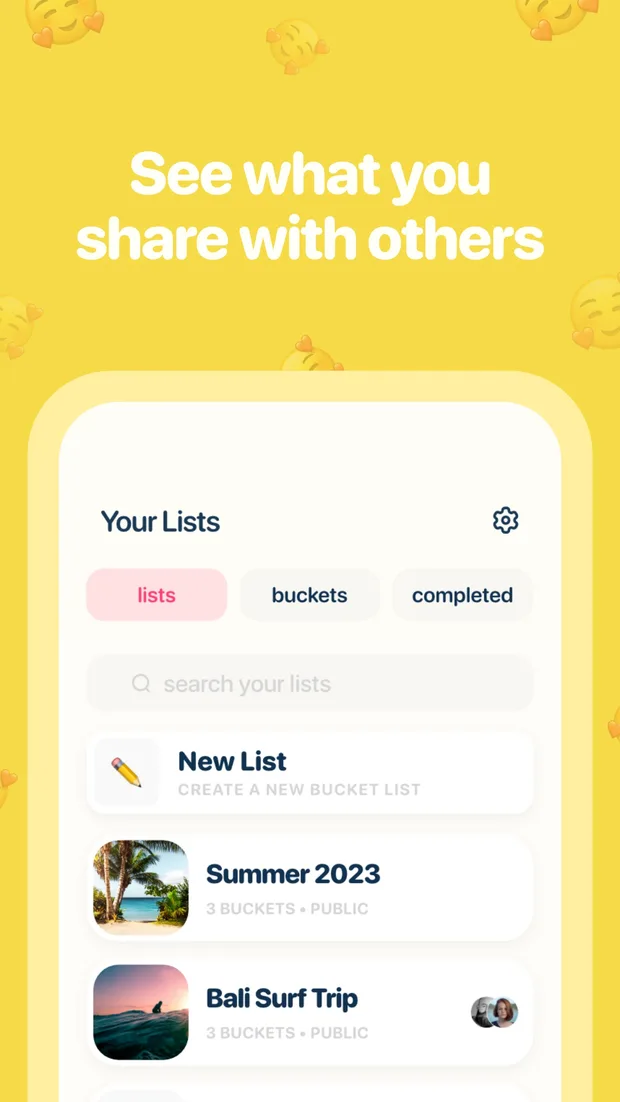 See what you
share with others
Your Lists
lists
buckets
completed
search your lists
New List
CREATE A NEW BUCKET LIST
Summer 2023
3 BUCKETS • PUBLIC
Bali Surf Trip
3 BUCKETS • PUBLIC